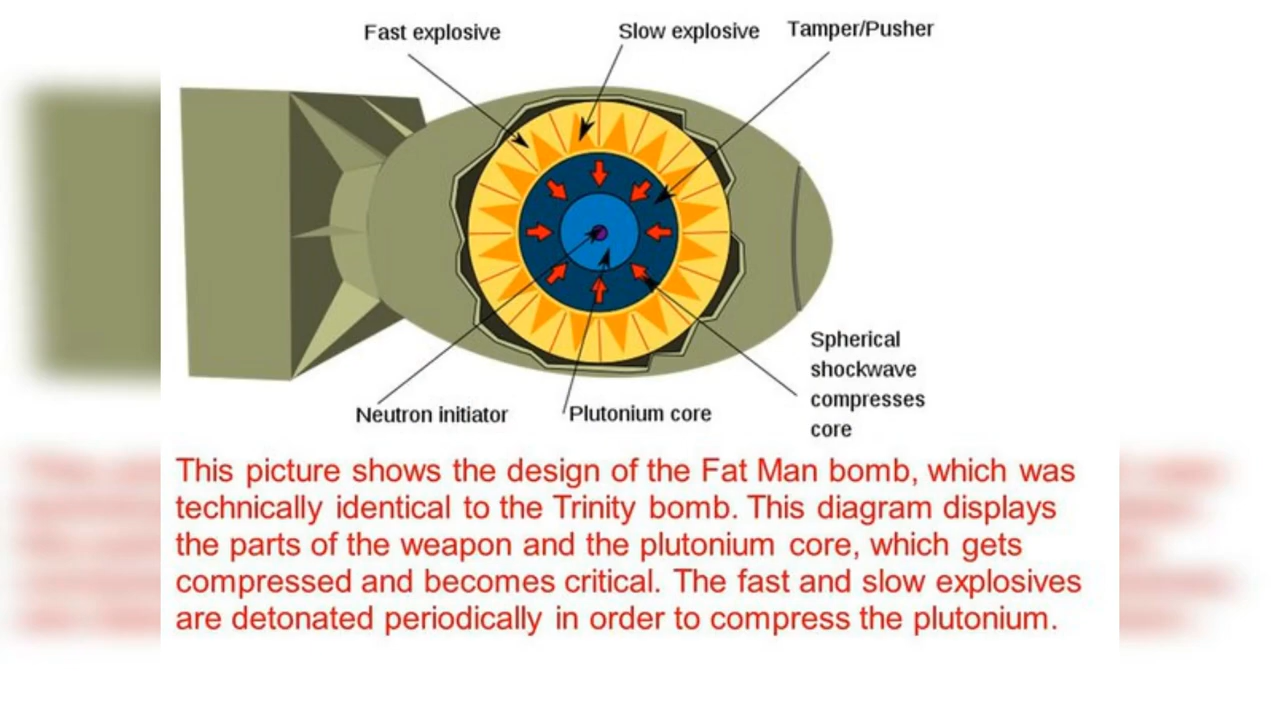 Fast explosive
Slow explosive
Tamper/Pusher
Neutron initiator
Plutonium core
Spherical
shockwave
compresses
core
This picture shows the design of the Fat Man bomb, which was
technically identical to the Trinity bomb. This diagram displays
the parts of the weapon and the plutonium core, which gets
compressed and becomes critical. The fast and slow explosives
are detonated periodically in order to compress the plutonium.